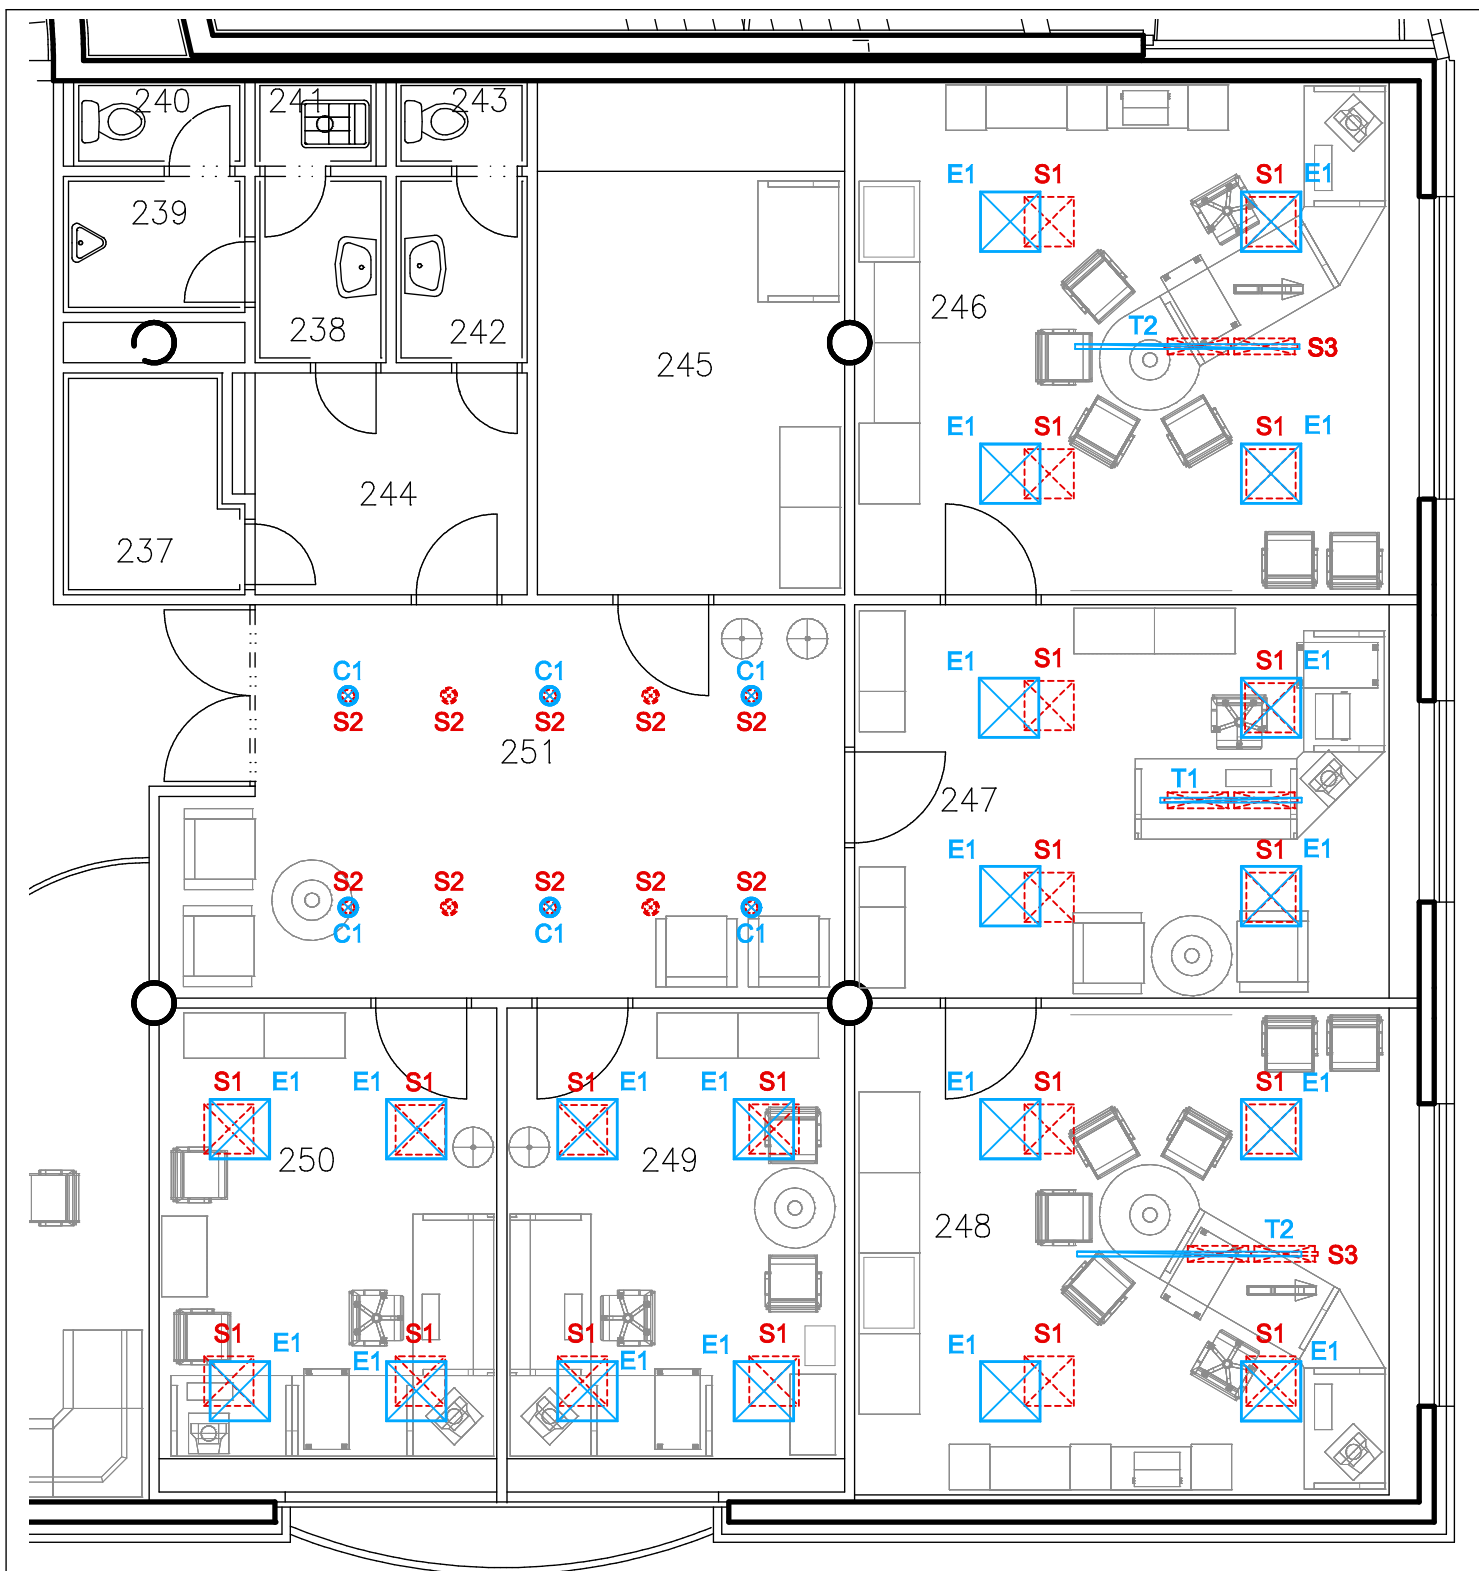 240 241 243
239
E1 S1 S1 E1
246
238 242
T2
S3
245
E1 S1 S1 E1
244
237
C1 C1 C1
E1 S1 S1 E1
S2 S2 S2 S2 S2
251
T1
247
E1 S1 S1 E1
S2 S2 S2 S2 S2
C1 C1 C1
S1 E1 E1 S1 S1 E1 E1 S1
E1 S1 S1 E1
250 249
248
T2
S3
S1 E1 E1 S1 S1 E1 E1 S1
E1 S1 S1 E1